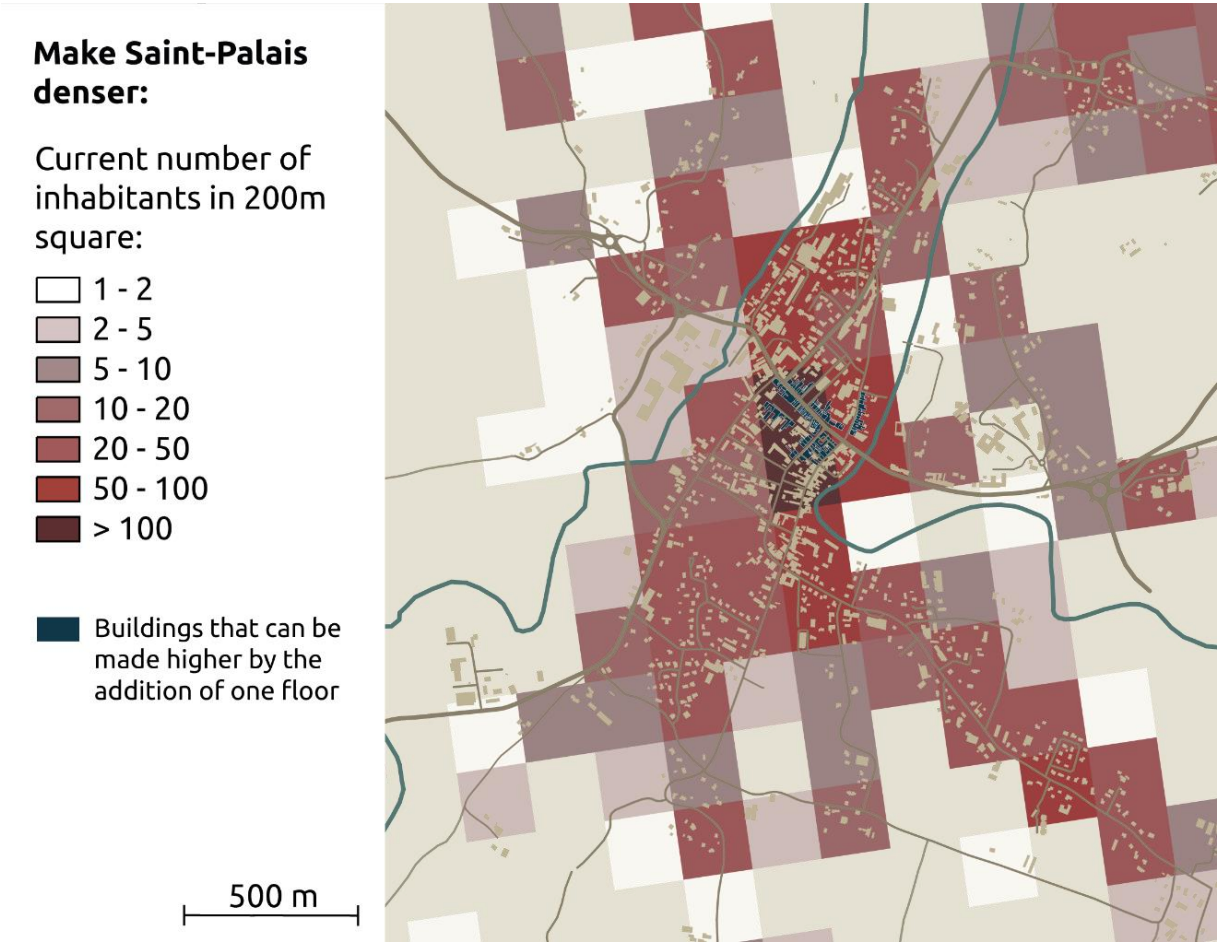 Make Saint-Palais
denser:
Current number of
inhabitants in 200m
square:
1 - 2
2 - 5
5 - 10
10 - 20
20 - 50
50 - 100
> 100
Buildings that can be
made higher by the
addition of one floor
500 m